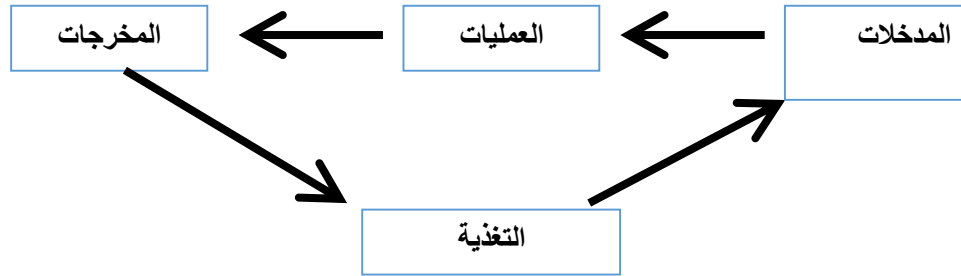 المدخلات
العمليات
المخرجات
التغذية